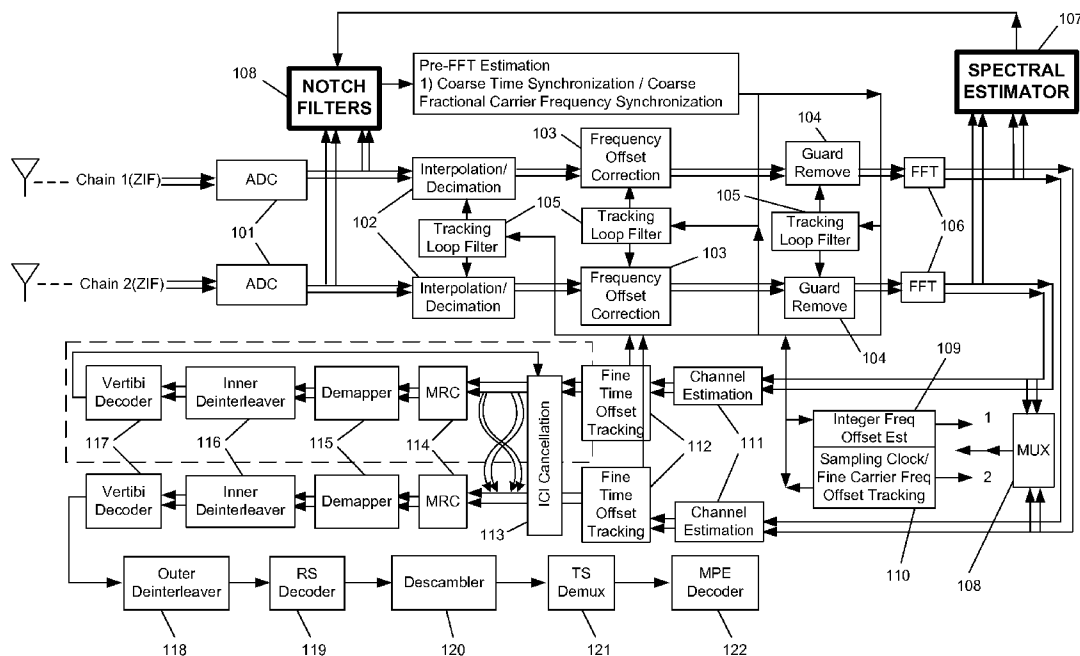 107
108
NOTCH
FILTERS
Pre-FFT Estimation
1) Coarse Time Synchronization / Coarse
Fractional Carrier Frequency Synchronization
SPECTRAL
ESTIMATOR
103
104
Chain 1(ZIF)
ADC
Interpolation/
Decimation
Frequency
Offset
Correction
Guard
Remove
FFT
101
102
105
Tracking
Loop Filter
Tracking
Loop Filter
105
Tracking
Loop Filter
106
Chain 2(ZIF)
ADC
Interpolation/
Decimation
103
Frequency
Offset
Correction
Guard
Remove
FFT
104
109
Vertibi
Decoder
Inner
Deinterleaver
Demapper
MRC
ICI Cancellation
Fine
Time
Offset
Tracking
Channel
Estimation
117
116
115
114
112
111
Integer Freq
Offset Est
1
Sampling Clock/
Fine Carrier Freq
Offset Tracking
2
MUX
Vertibi
Decoder
Inner
Deinterleaver
Demapper
MRC
113
Fine
Time
Offset
Tracking
Channel
Estimation
110
108
Outer
Deinterleaver
RS
Decoder
Descambler
TS
Demux
MPE
Decoder
118
119
120
121
122